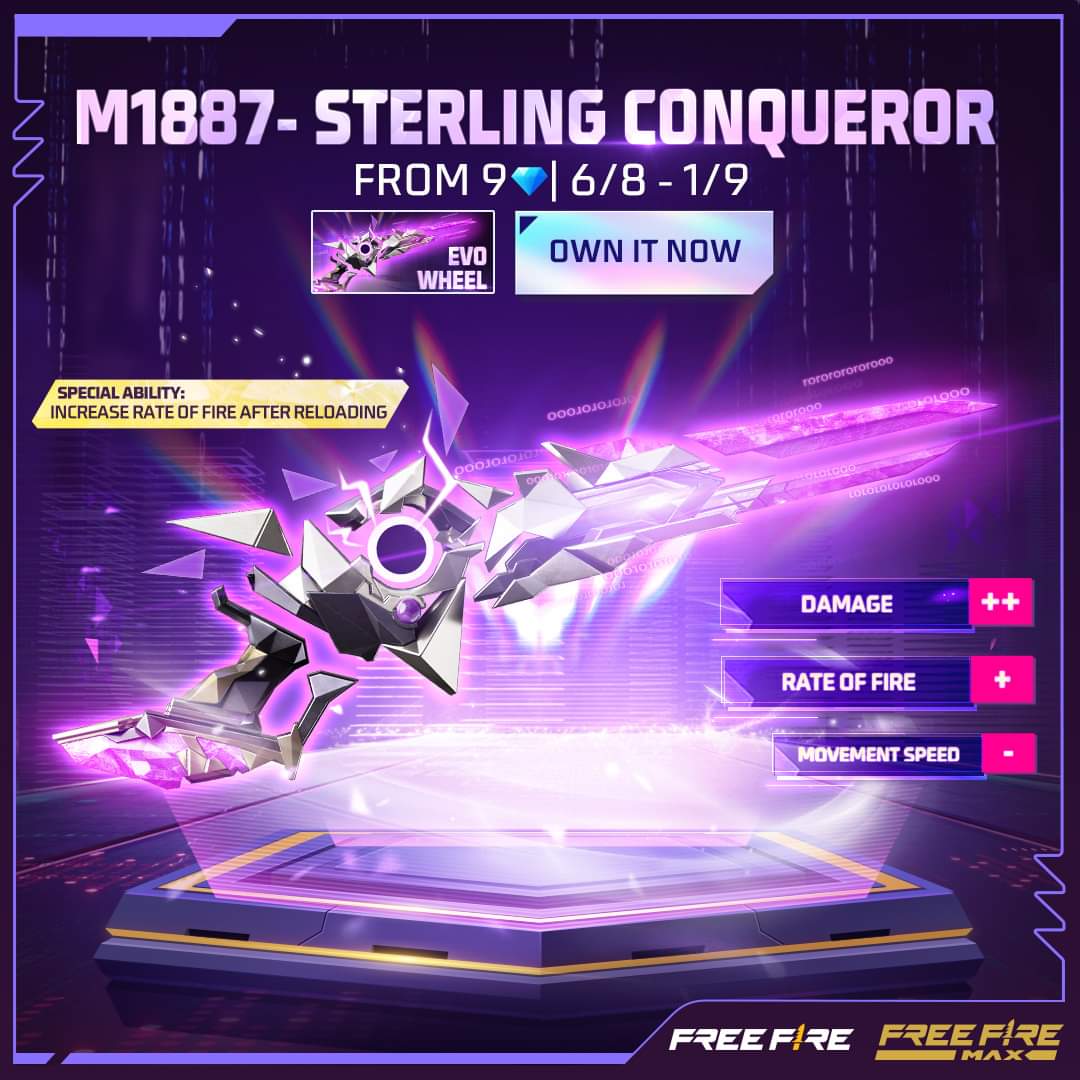 M1887- STERLING CONQUEROR
FROM 9💎| 6/8 - 1/9
EVO
WHEEL
OWN IT NOW
SPECIAL ABILITY:
INCREASE RATE OF FIRE AFTER RELOADING
DAMAGE ++
RATE OF FIRE +
MOVEMENT SPEED -
FREE FIRE
FREE FIRE
MAX